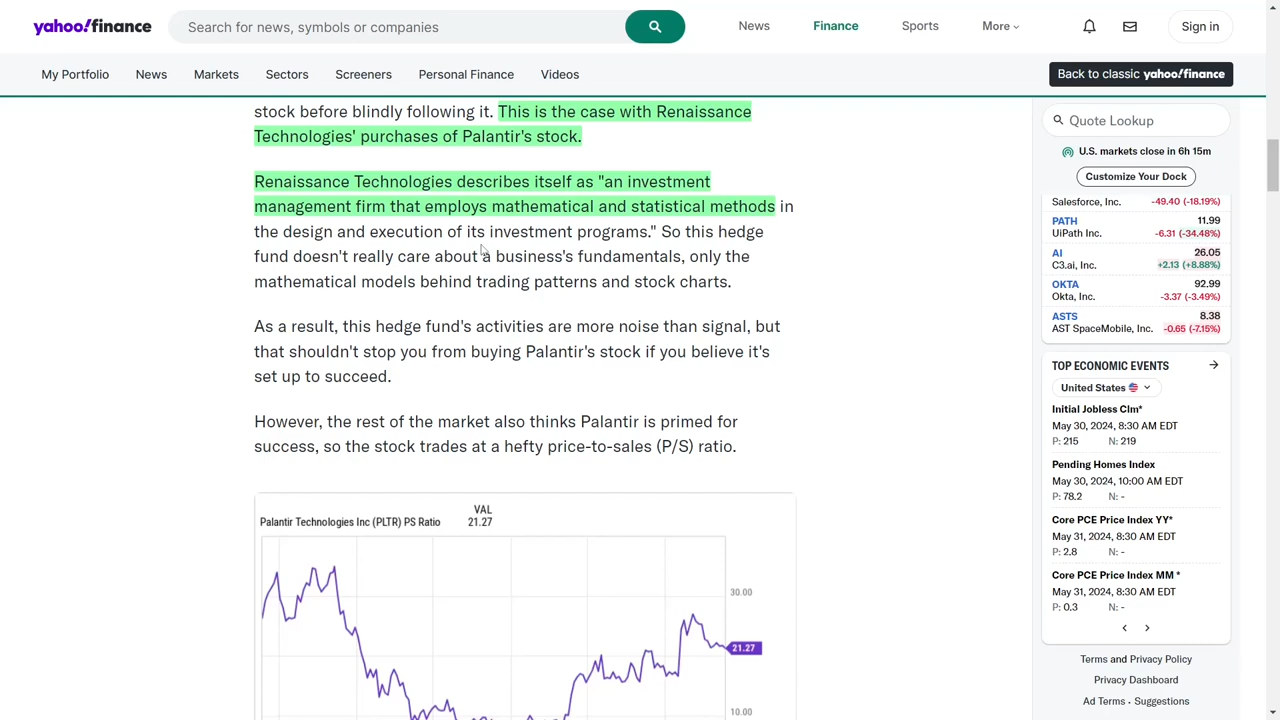 yahoo!finance
Search for news, symbols or companies
News
Finance
Sports
More
Sign in
My Portfolio
News
Markets
Sectors
Screeners
Personal Finance
Videos
Back to classic yahoo!finance
stock before blindly following it. This is the case with Renaissance
Technologies' purchases of Palantir's stock.
Renaissance Technologies describes itself as "an investment
management firm that employs mathematical and statistical methods in
the design and execution of its investment programs." So this hedge
fund doesn't really care about a business's fundamentals, only the
mathematical models behind trading patterns and stock charts.
As a result, this hedge fund's activities are more noise than signal, but
that shouldn't stop you from buying Palantir's stock if you believe it's
set up to succeed.
However, the rest of the market also thinks Palantir is primed for
success, so the stock trades at a hefty price-to-sales (P/S) ratio.
VAL
Palantir Technologies Inc (PLTR) PS Ratio 21.27
30.00
21.27
10.00
Quote Lookup
U.S. markets close in 6h 15m
Customize Your Dock
Salesforce, Inc. -49.40 (-18.19%)
PATH 11.99
UiPath Inc. -6.31 (-34.48%)
AI 26.05
C3.ai, Inc. +2.13 (+8.88%)
OKTA 92.99
Okta, Inc. -3.37 (-3.49%)
ASTS 8.38
AST SpaceMobile, Inc. -0.65 (-7.15%)
TOP ECONOMIC EVENTS
United States
Initial Jobless Clm*
May 30, 2024, 8:30 AM EDT
P: 215 N: 219
Pending Homes Index
May 30, 2024, 10:00 AM EDT
P: 78.2 N: -
Core PCE Price Index YY*
May 31, 2024, 8:30 AM EDT
P: 2.8 N: -
Core PCE Price Index MM *
May 31, 2024, 8:30 AM EDT
P: 0.3 N: -
Terms and Privacy Policy
Privacy Dashboard
Ad Terms • Suggestions